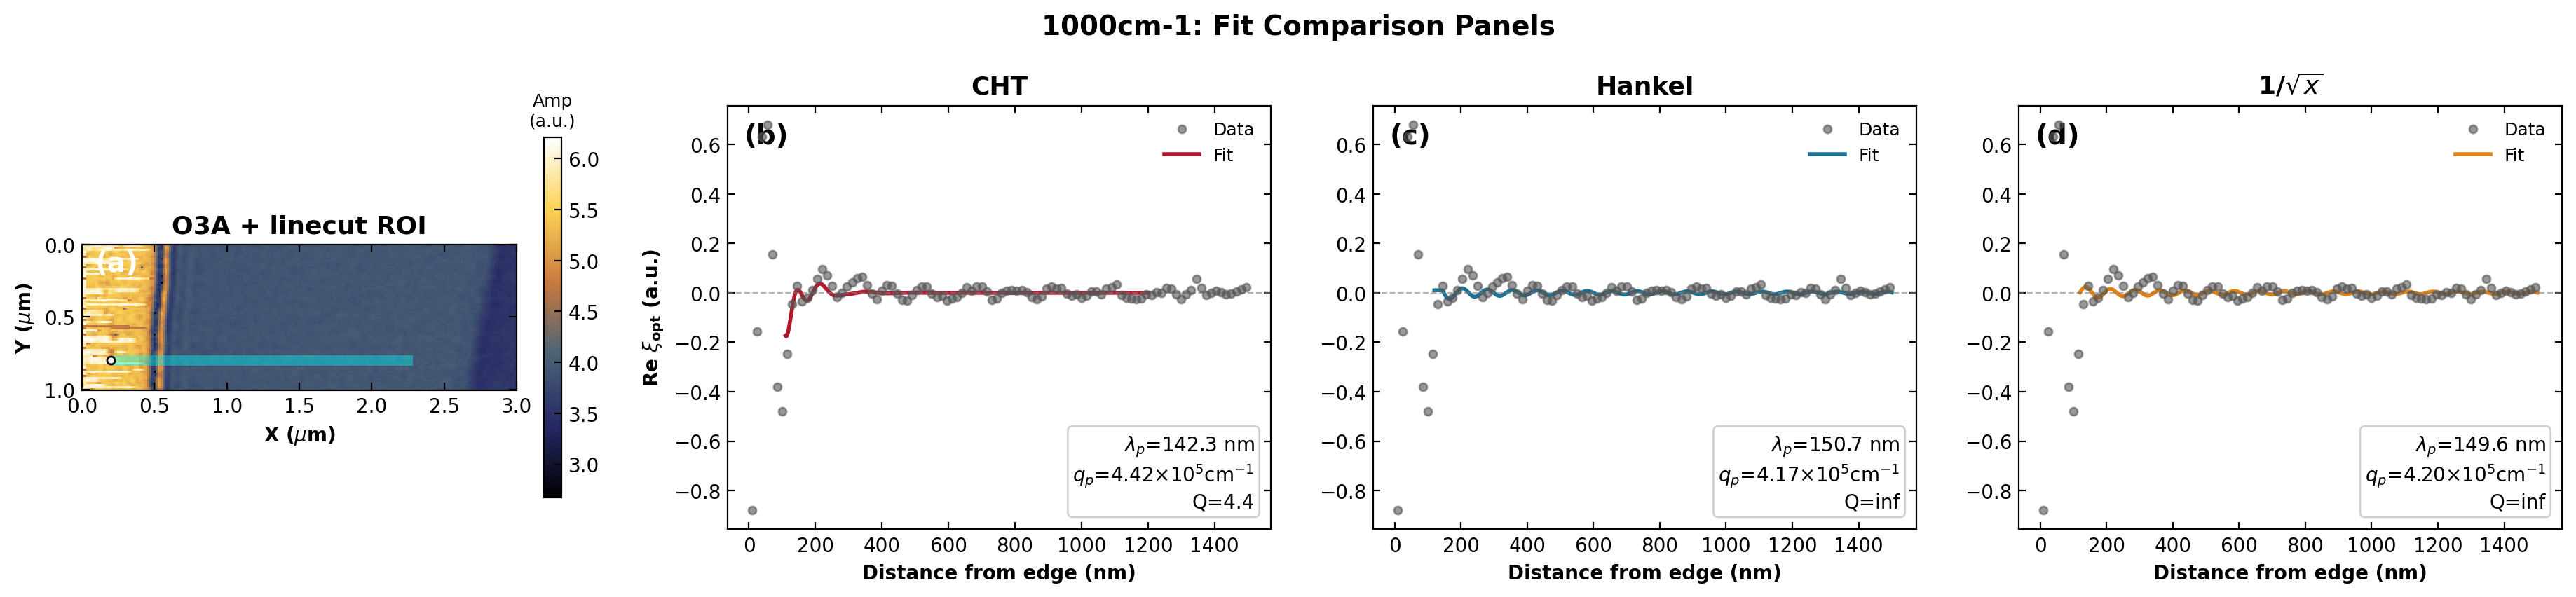 1000cm-1: Fit Comparison Panels
O3A + linecut ROI
(a)
Y (μm)
0.0
0.5
1.0
0.0 0.5 1.0 1.5 2.0 2.5 3.0
X (μm)
Amp
(a.u.)
6.0
5.5
5.0
4.5
4.0
3.5
3.0
CHT
(b)
Data
Fit
Re ξopt (a.u.)
0.6
0.4
0.2
0.0
−0.2
−0.4
−0.6
−0.8
λp=142.3 nm
qp=4.42×10⁵cm⁻¹
Q=4.4
0 200 400 600 800 1000 1200 1400
Distance from edge (nm)
Hankel
(c)
Data
Fit
0.6
0.4
0.2
0.0
−0.2
−0.4
−0.6
−0.8
λp=150.7 nm
qp=4.17×10⁵cm⁻¹
Q=inf
0 200 400 600 800 1000 1200 1400
Distance from edge (nm)
1/√x
(d)
Data
Fit
0.6
0.4
0.2
0.0
−0.2
−0.4
−0.6
−0.8
λp=149.6 nm
qp=4.20×10⁵cm⁻¹
Q=inf
0 200 400 600 800 1000 1200 1400
Distance from edge (nm)